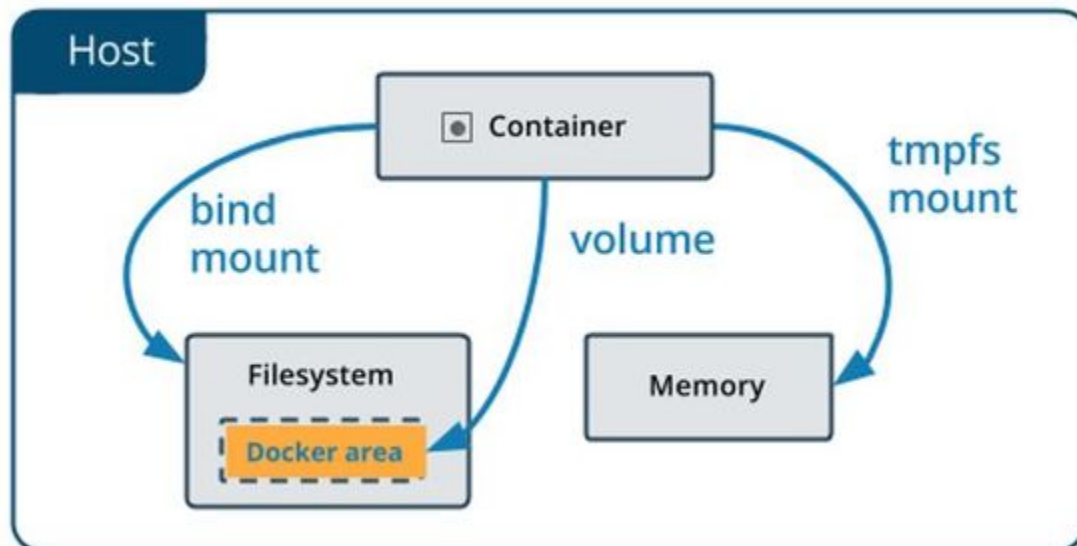 Host
Container
bind
mount
volume
tmpfs
mount
Filesystem
Docker area
Memory